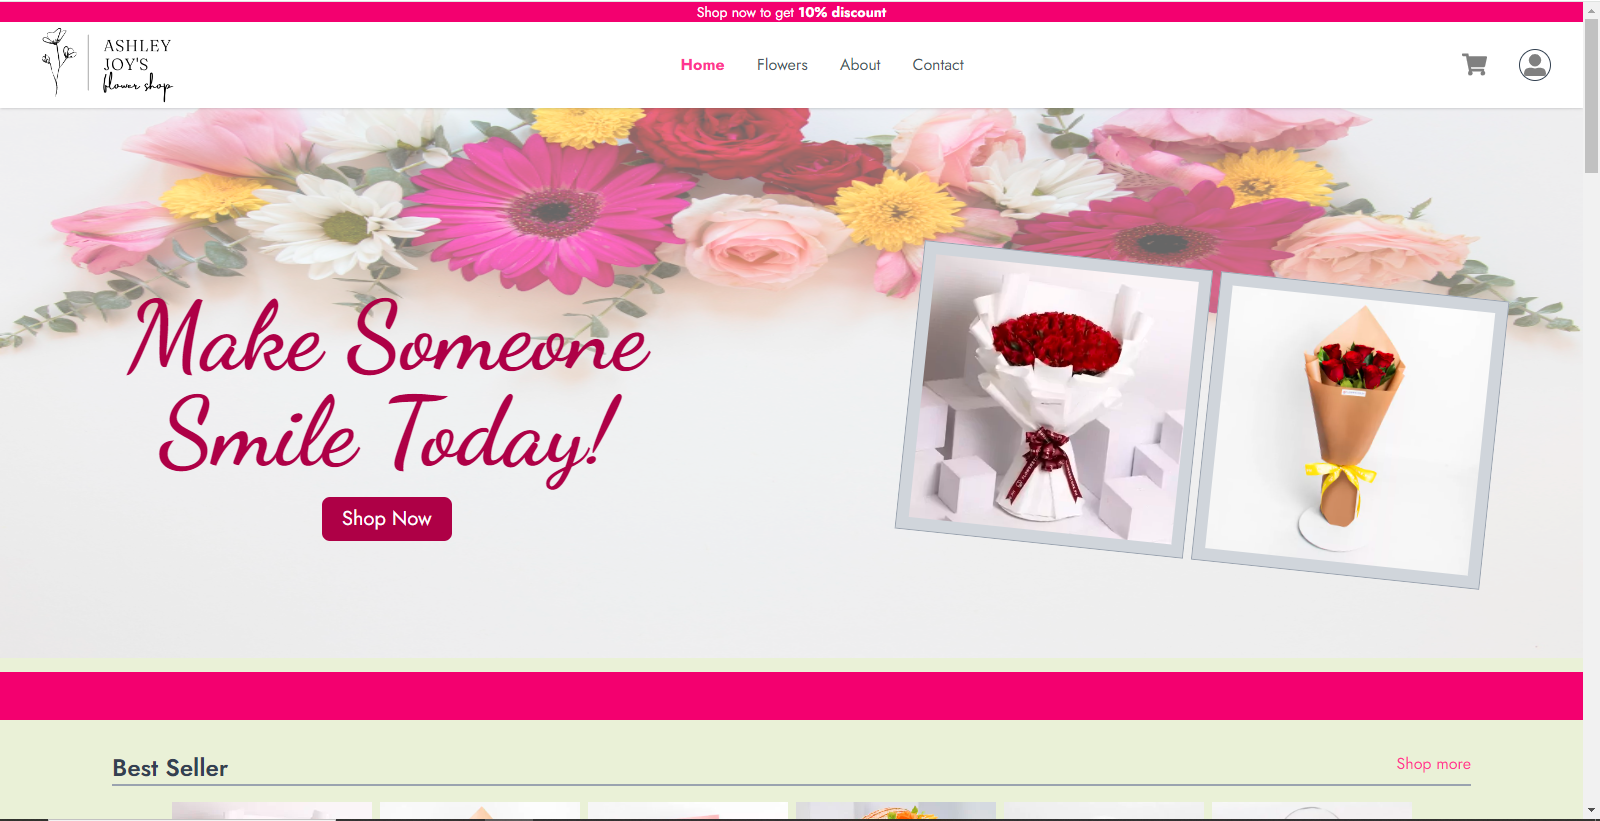 Shop now to get 10% discount
ASHLEY
JOY'S
flower shop
Home Flowers About Contact
Make Someone
Smile Today!
Shop Now
Best Seller
Shop more